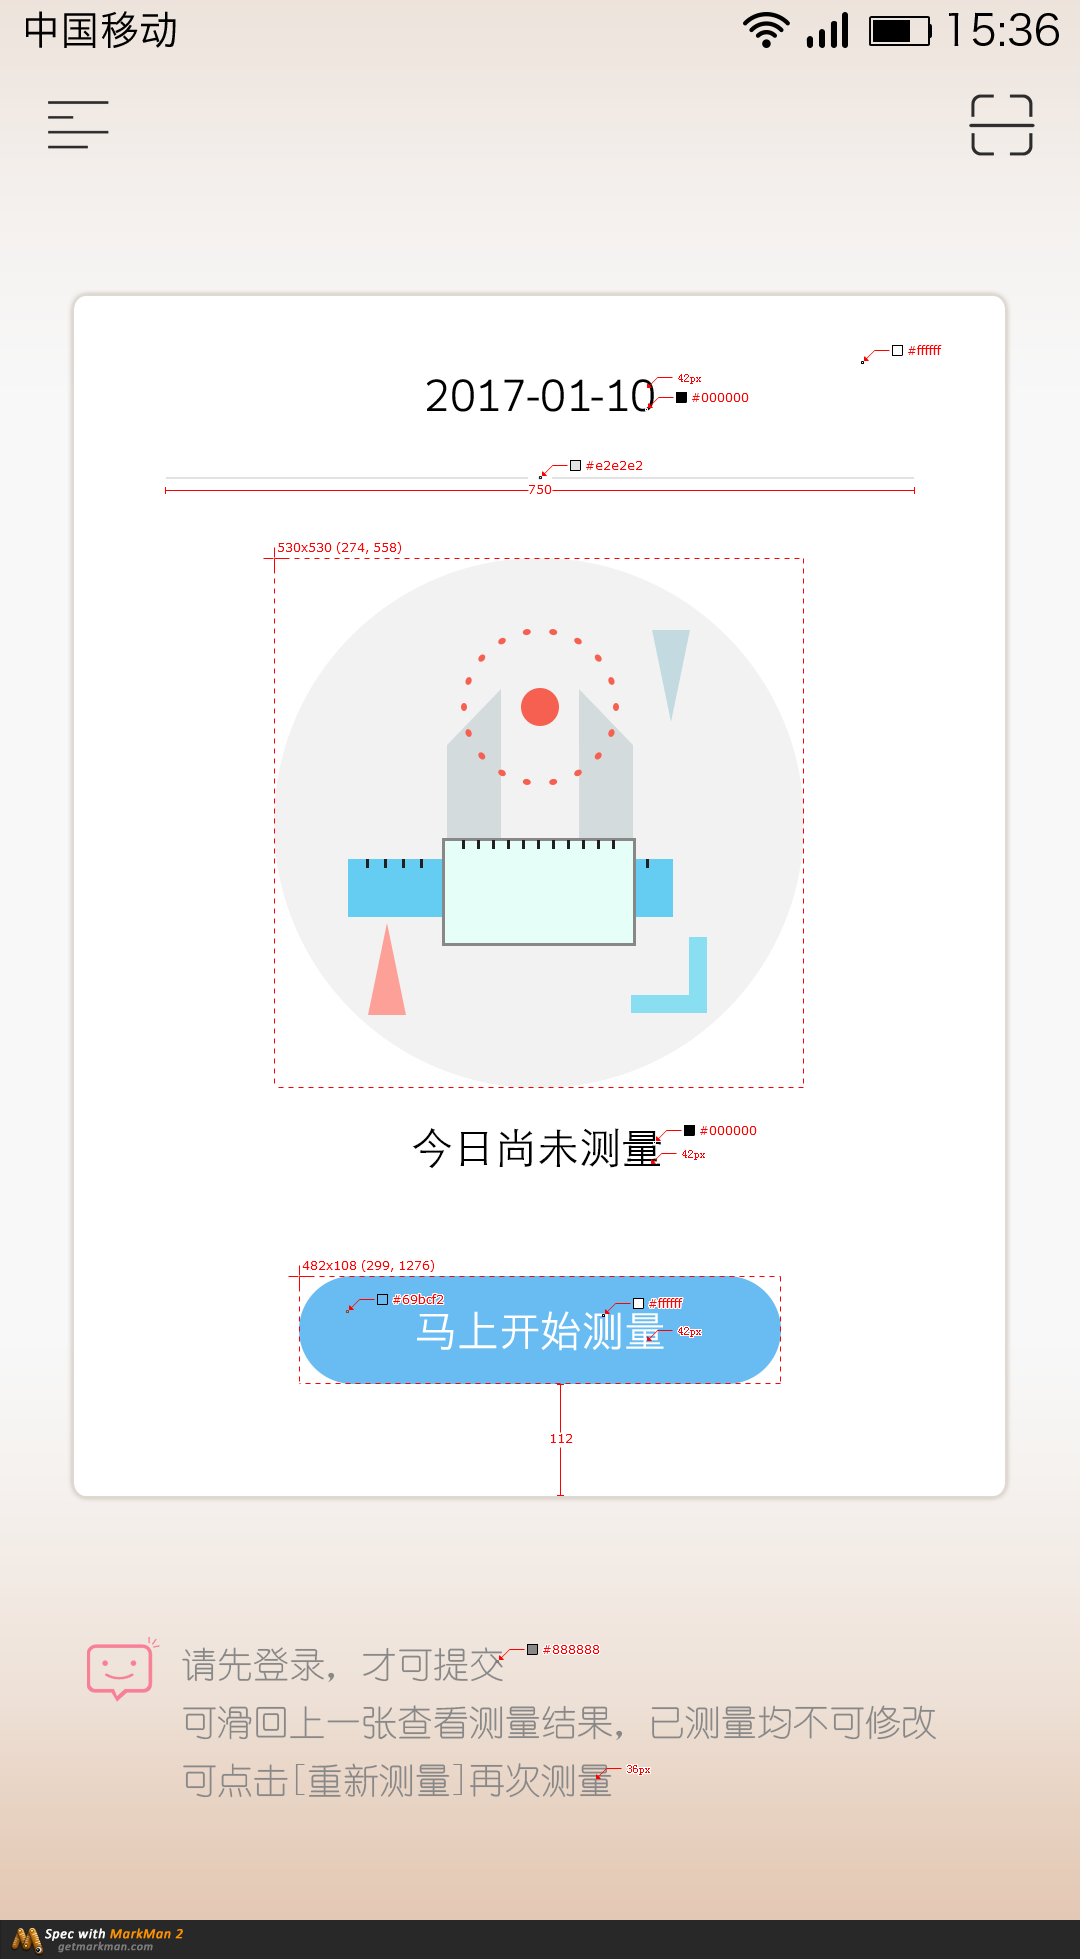 中国移动 15:36
#ffffff
2017-01-10
42px
#000000
#e2e2e2
750
530x530 (274, 558)
今日尚未测量
#000000
42px
482x108 (299, 1276)
#69bcf2
#ffffff
马上开始测量
42px
112
请先登录，才可提交
#888888
可滑回上一张查看测量结果，已测量均不可修改
可点击[重新测量]再次测量
36px
Spec with MarkMan 2
getmarkman.com